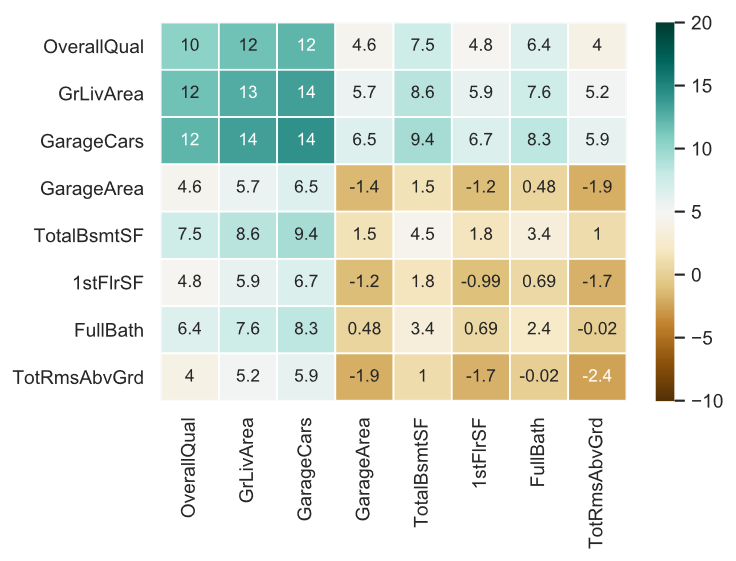 20
OverallQual 10 12 12 4.6 7.5 4.8 6.4 4
GrLivArea 12 13 14 5.7 8.6 5.9 7.6 5.2
15
GarageCars 12 14 14 6.5 9.4 6.7 8.3 5.9
10
GarageArea 4.6 5.7 6.5 -1.4 1.5 -1.2 0.48 -1.9
5
TotalBsmtSF 7.5 8.6 9.4 1.5 4.5 1.8 3.4 1
0
1stFlrSF 4.8 5.9 6.7 -1.2 1.8 -0.99 0.69 -1.7
FullBath 6.4 7.6 8.3 0.48 3.4 0.69 2.4 -0.02
−5
TotRmsAbvGrd 4 5.2 5.9 -1.9 1 -1.7 -0.02 -2.4
−10
OverallQual
GrLivArea
GarageCars
GarageArea
TotalBsmtSF
1stFlrSF
FullBath
TotRmsAbvGrd